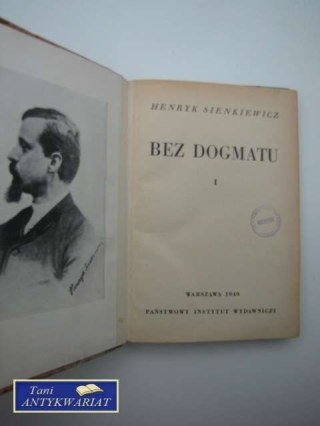 HENRYK SIENKIEWICZ
BEZ DOGMATU
I
WARSZAWA 1949
PAŃSTWOWY INSTYTUT WYDAWNICZY
Tani
ANTYKWARIAT